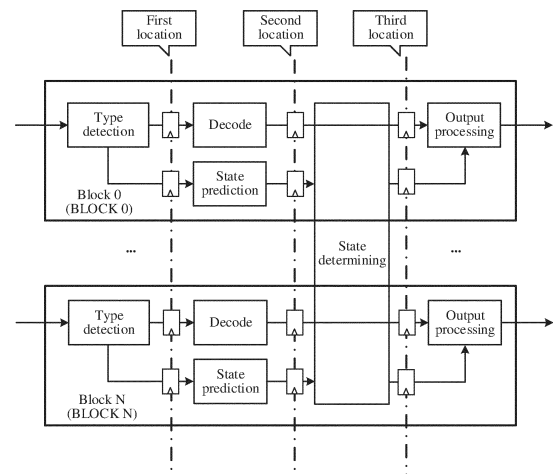 First
location
Second
location
Third
location
Type
detection
Decode
Output
processing
State
prediction
Block 0
(BLOCK 0)
...
State
determining
...
Type
detection
Decode
Output
processing
State
prediction
Block N
(BLOCK N)